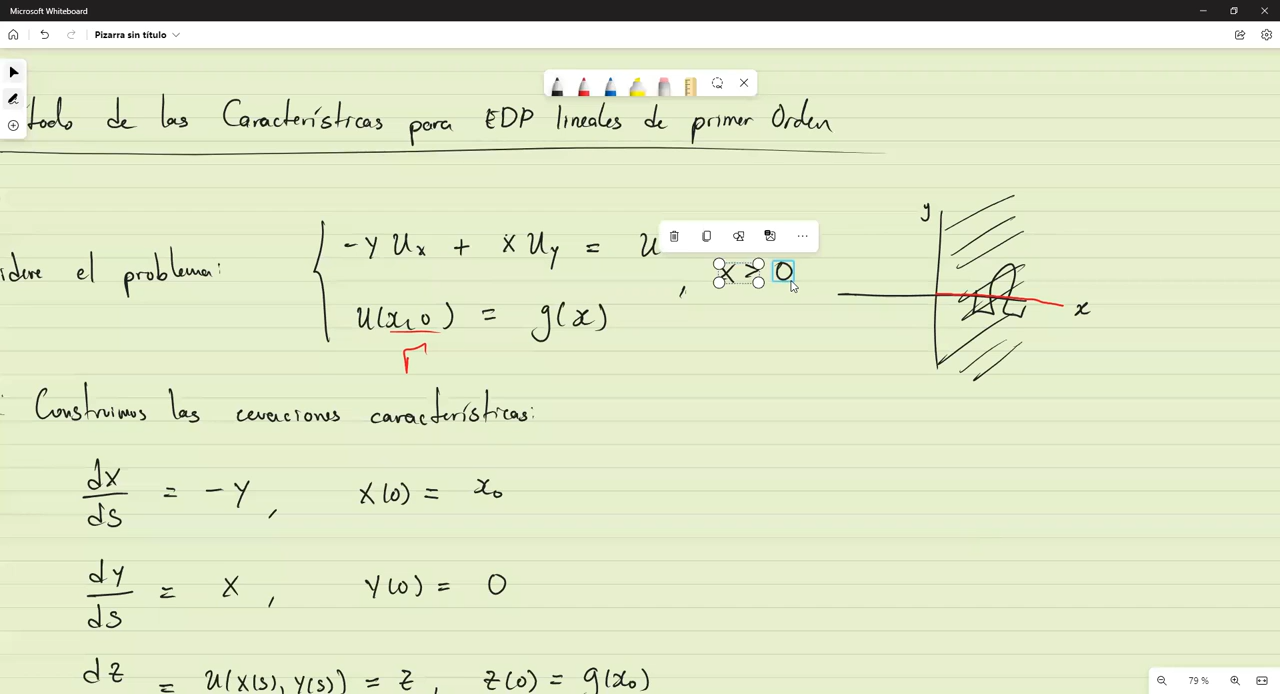 Microsoft Whiteboard
Pizarra sin título
todo de las Características para EDP lineales de primer Orden
sidere el problema:
-Y Ux + X Uy = U
, x > 0
u(x,0) = g(x)
Γ
y
Ω
x
: Construimos las ecuaciones características:
dX/ds = -Y, X(0) = x₀
dY/ds = X, Y(0) = 0
dZ = u(X(s), Y(s)) = Z, Z(0) = g(x₀)
79 %